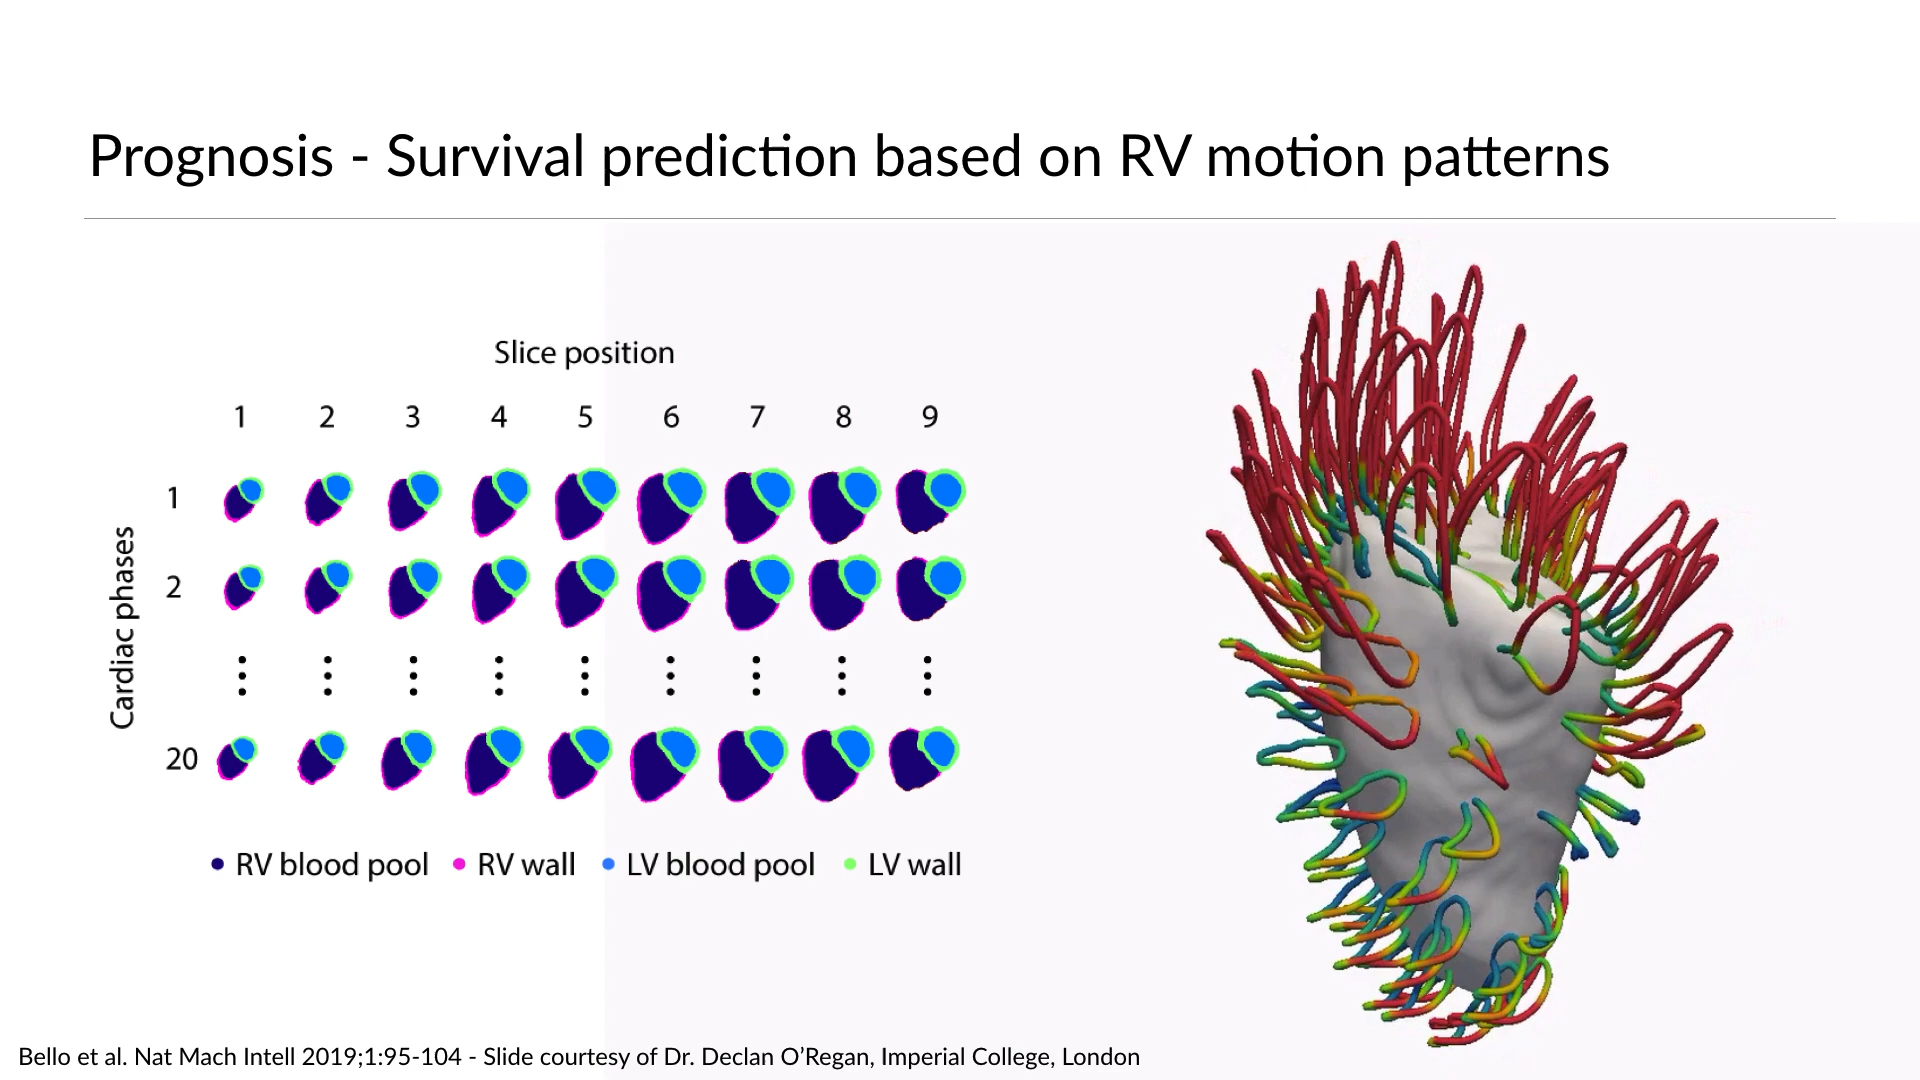 Prognosis - Survival prediction based on RV motion patterns
Slice position
1 2 3 4 5 6 7 8 9
Cardiac phases
1
2
20
• RV blood pool • RV wall • LV blood pool • LV wall
Bello et al. Nat Mach Intell 2019;1:95-104 - Slide courtesy of Dr. Declan O’Regan, Imperial College, London